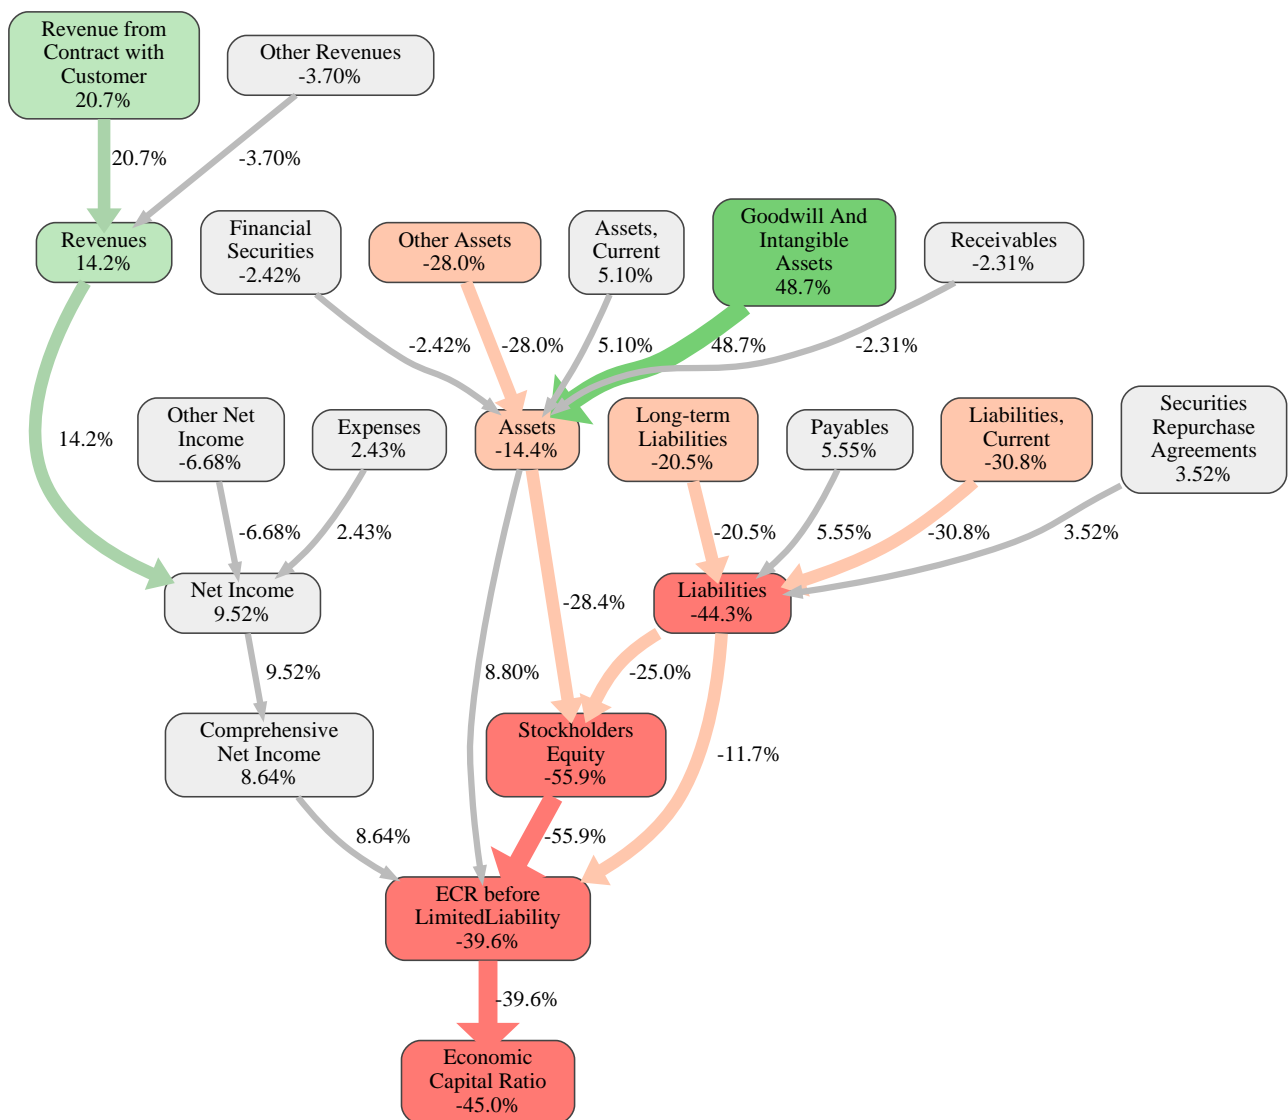 Revenue from
Contract with
Customer
20.7%
Other Revenues
-3.70%
20.7%
-3.70%
Revenues
14.2%
Financial
Securities
-2.42%
Other Assets
-28.0%
Assets,
Current
5.10%
Goodwill And
Intangible
Assets
48.7%
Receivables
-2.31%
-2.42%
-28.0%
5.10%
48.7%
-2.31%
14.2%
Other Net
Income
-6.68%
Expenses
2.43%
Assets
-14.4%
Long-term
Liabilities
-20.5%
Payables
5.55%
Liabilities,
Current
-30.8%
Securities
Repurchase
Agreements
3.52%
-6.68%
2.43%
-20.5%
5.55%
-30.8%
3.52%
Net Income
9.52%
-28.4%
Liabilities
-44.3%
9.52%
8.80%
-25.0%
Comprehensive
Net Income
8.64%
Stockholders
Equity
-55.9%
-11.7%
8.64%
-55.9%
ECR before
LimitedLiability
-39.6%
-39.6%
Economic
Capital Ratio
-45.0%